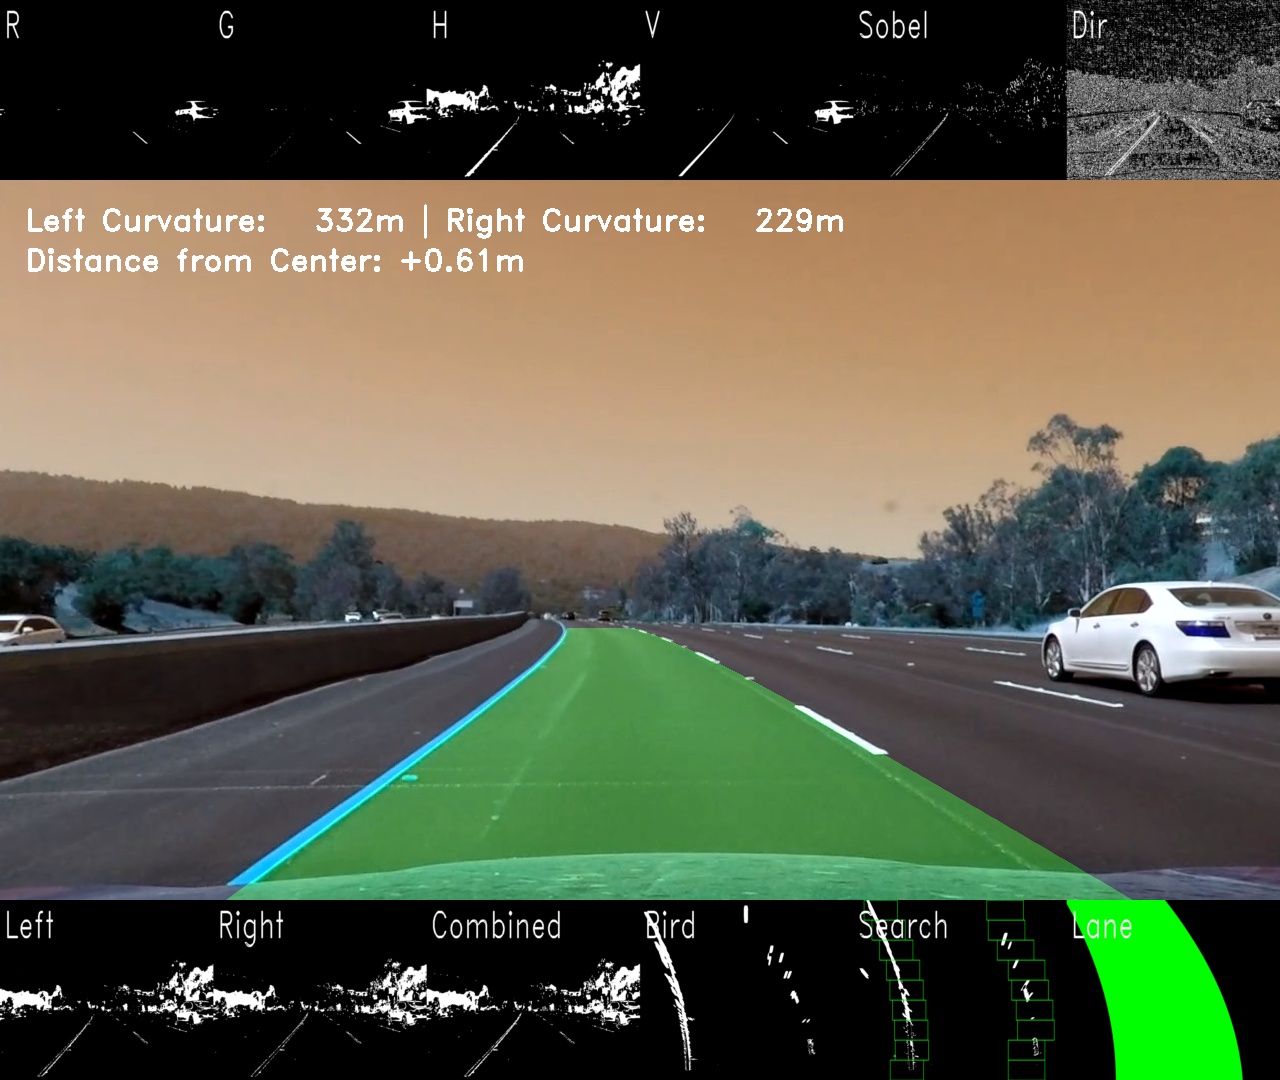 R G H V Sobel Dir
Left Curvature: 332m | Right Curvature: 229m
Distance from Center: +0.61m
Left Right Combined Bird Search Lane